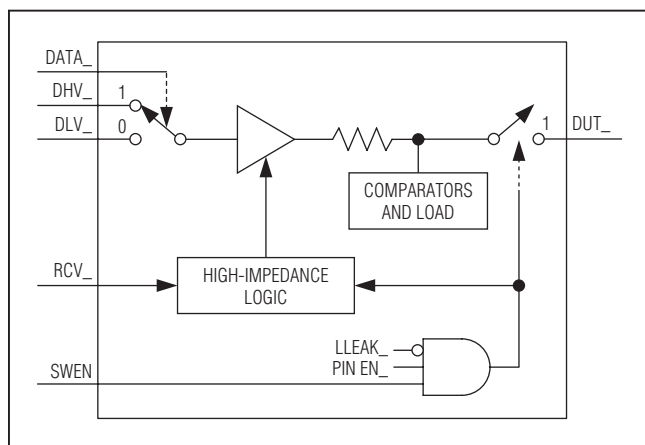 DATA_
DHV_
1
DLV_
0
1
DUT_
COMPARATORS
AND LOAD
RCV_
HIGH-IMPEDANCE
LOGIC
LLEAK_
PIN EN_
SWEN